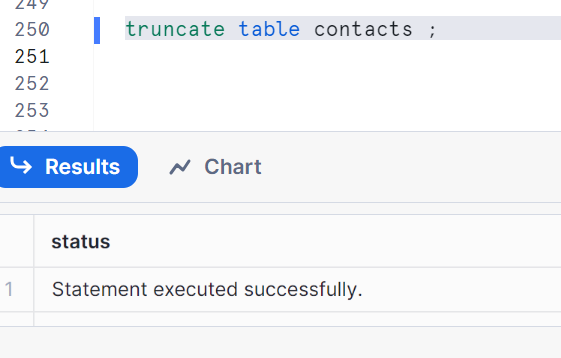 249
250 truncate table contacts ;
251
252
253
Results Chart
status
1 Statement executed successfully.